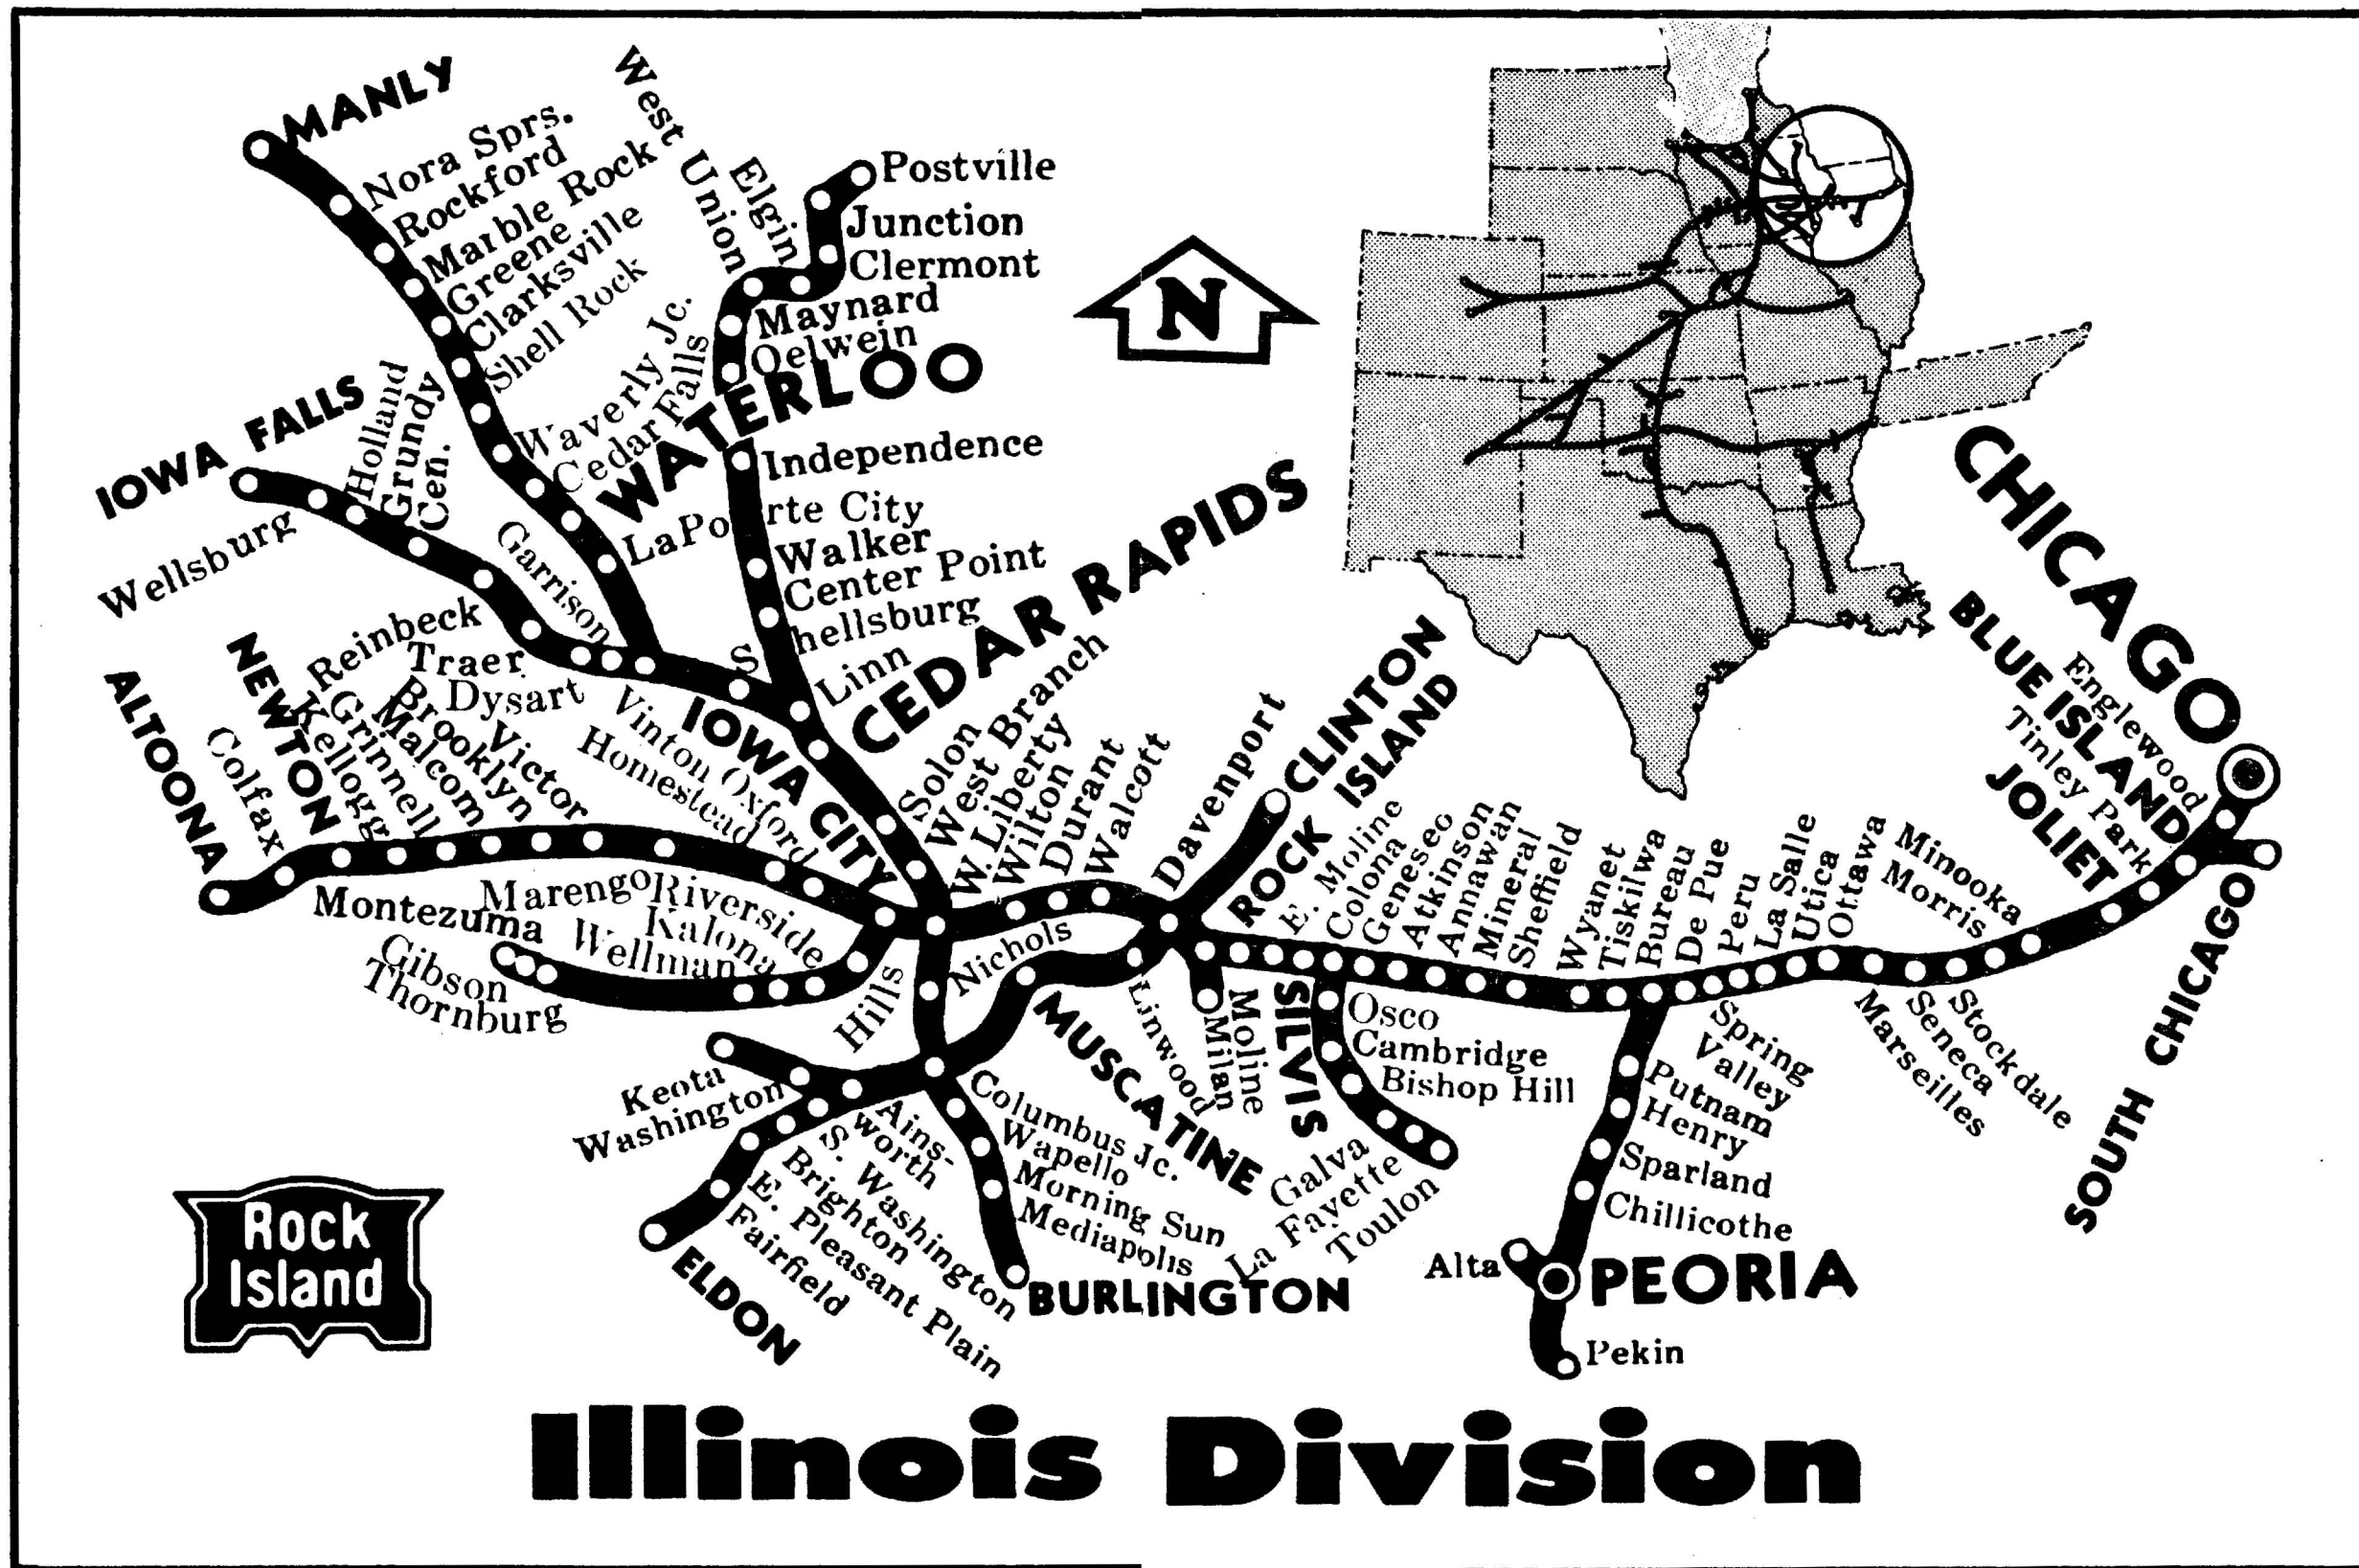 MANLY
Nora Sprs.
Rockford
Marble Rock
Greene
Clarksville
Shell Rock
Waverly Jc.
Cedar Falls
WATERLOO
LaPorte City
West Union
Elgin
Postville
Junction
Clermont
Maynard
Oelwein
Independence
Walker
Center Point
N
IOWA FALLS
Wellsburg
Holland
Grundy
Cen.
Reinbeck
Traer
Dysart
Garrison
Vinton
Shellsburg
Linn
CEDAR RAPIDS
Solon
West Branch
ALTOONA
Colfax
NEWTON
Kellogg
Grinnell
Malcom
Brooklyn
Victor
Marengo
Homestead
Oxford
IOWA CITY
W. Liberty
Wilton
Durant
Walcott
Davenport
CLINTON
ROCK ISLAND
Montezuma
Gibson
Thornburg
Wellman
Kalona
Riverside
Hills
Nichols
MUSCATINE
Linwood
Milan
Moline
SILVIS
E. Moline
Colona
Geneseo
Atkinson
Annawan
Mineral
Sheffield
Wyanet
Tiskilwa
Bureau
De Pue
Spring
Valley
Peru
La Salle
Utica
Ottawa
Marseilles
Seneca
Stockdale
Morris
Minooka
JOLIET
Tinley Park
BLUE ISLAND
Englewood
CHICAGO
SOUTH CHICAGO
Osco
Cambridge
Bishop Hill
Galva
La Fayette
Toulon
Putnam
Henry
Sparland
Chillicothe
Alta
PEORIA
Pekin
Keota
Washington
Ains-
worth
S. Washington
Brighton
E. Pleasant Plain
Fairfield
ELDON
Columbus Jc.
Wapello
Morning Sun
Mediapolis
BURLINGTON
Rock
Island
Illinois Division